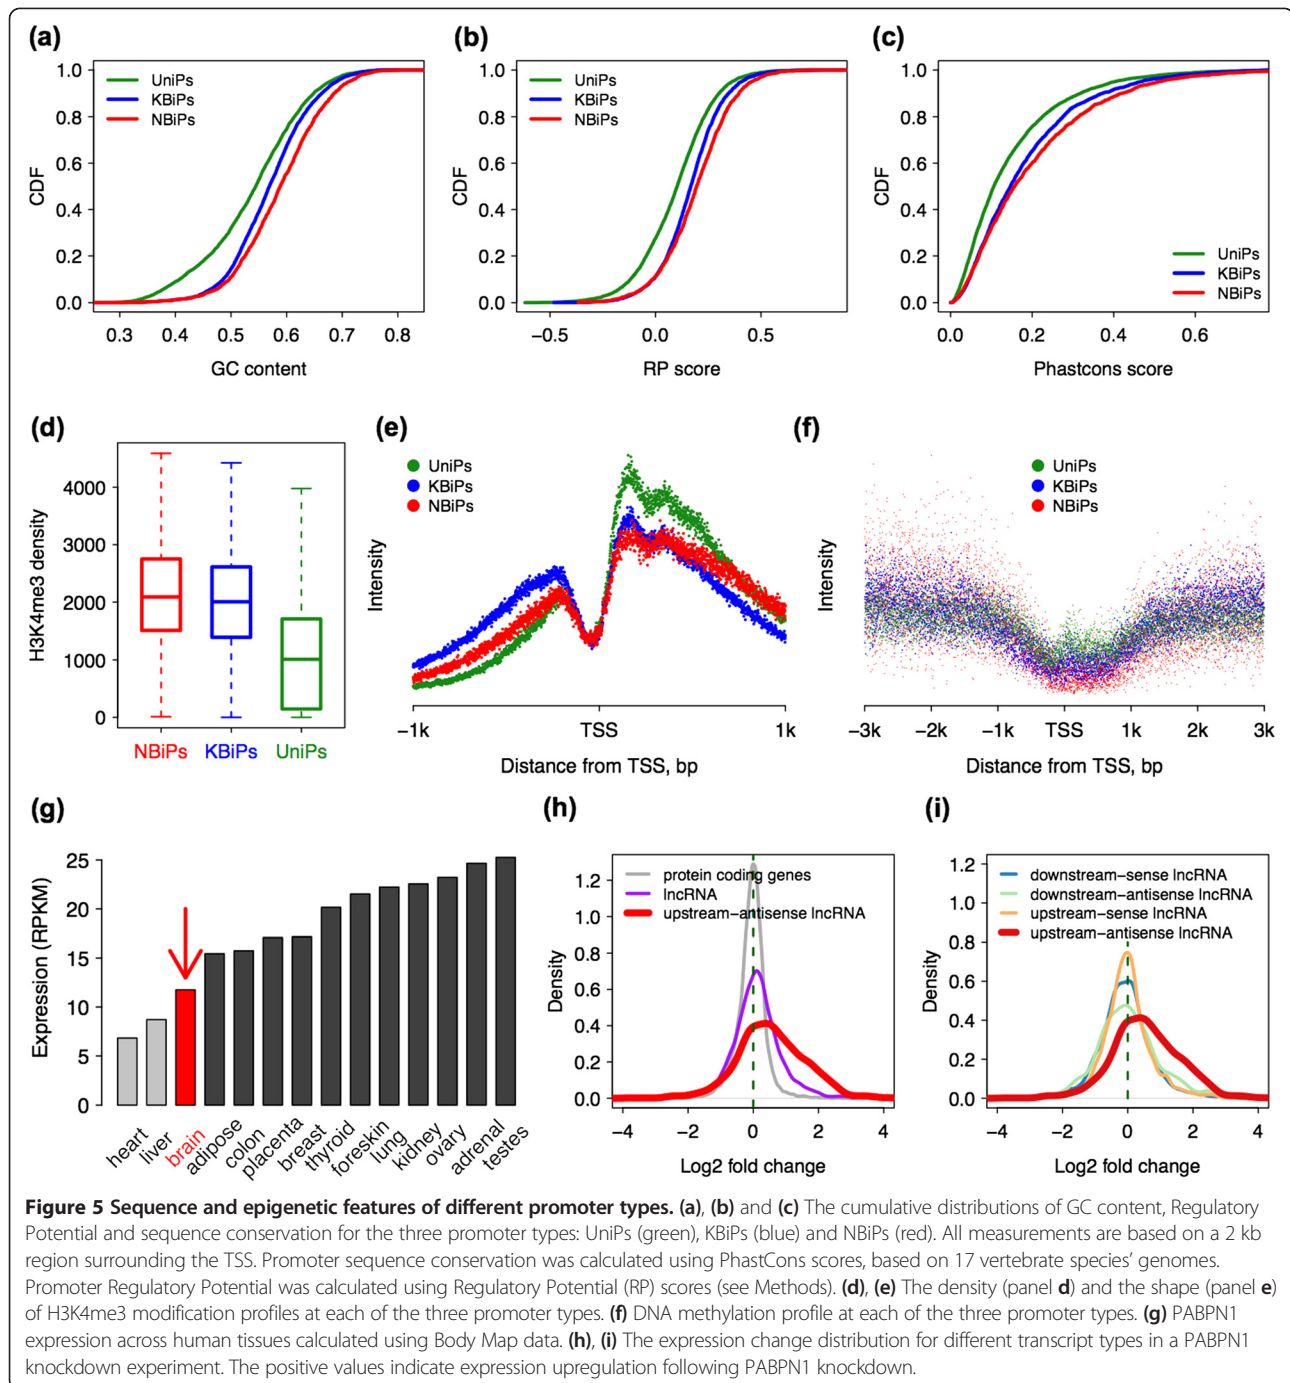 (a)
UniPs
KBiPs
NBiPs
1.0
0.8
0.6
0.4
0.2
0.0
CDF
0.3 0.4 0.5 0.6 0.7 0.8
GC content
(b)
UniPs
KBiPs
NBiPs
1.0
0.8
0.6
0.4
0.2
0.0
CDF
−0.5 0.0 0.5
RP score
(c)
1.0
0.8
0.6
0.4
0.2
0.0
CDF
UniPs
KBiPs
NBiPs
0.0 0.2 0.4 0.6
Phastcons score
(d)
4000
3000
2000
1000
0
H3K4me3 density
NBiPs KBiPs UniPs
(e)
UniPs
KBiPs
NBiPs
Intensity
−1k TSS 1k
Distance from TSS, bp
(f)
UniPs
KBiPs
NBiPs
Intensity
−3k −2k −1k TSS 1k 2k 3k
Distance from TSS, bp
(g)
25
20
15
10
5
0
Expression (RPKM)
heart
liver
brain
adipose
colon
placenta
breast
thyroid
foreskin
lung
kidney
ovary
adrenal
testes
(h)
1.2
1.0
0.8
0.6
0.4
0.2
0.0
Density
protein coding genes
lncRNA
upstream−antisense lncRNA
−4 −2 0 2 4
Log2 fold change
(i)
1.2
1.0
0.8
0.6
0.4
0.2
0.0
Density
downstream−sense lncRNA
downstream−antisense lncRNA
upstream−sense lncRNA
upstream−antisense lncRNA
−4 −2 0 2 4
Log2 fold change
Figure 5 Sequence and epigenetic features of different promoter types. (a), (b) and (c) The cumulative distributions of GC content, Regulatory
Potential and sequence conservation for the three promoter types: UniPs (green), KBiPs (blue) and NBiPs (red). All measurements are based on a 2 kb
region surrounding the TSS. Promoter sequence conservation was calculated using PhastCons scores, based on 17 vertebrate species’ genomes.
Promoter Regulatory Potential was calculated using Regulatory Potential (RP) scores (see Methods). (d), (e) The density (panel d) and the shape (panel e)
of H3K4me3 modification profiles at each of the three promoter types. (f) DNA methylation profile at each of the three promoter types. (g) PABPN1
expression across human tissues calculated using Body Map data. (h), (i) The expression change distribution for different transcript types in a PABPN1
knockdown experiment. The positive values indicate expression upregulation following PABPN1 knockdown.